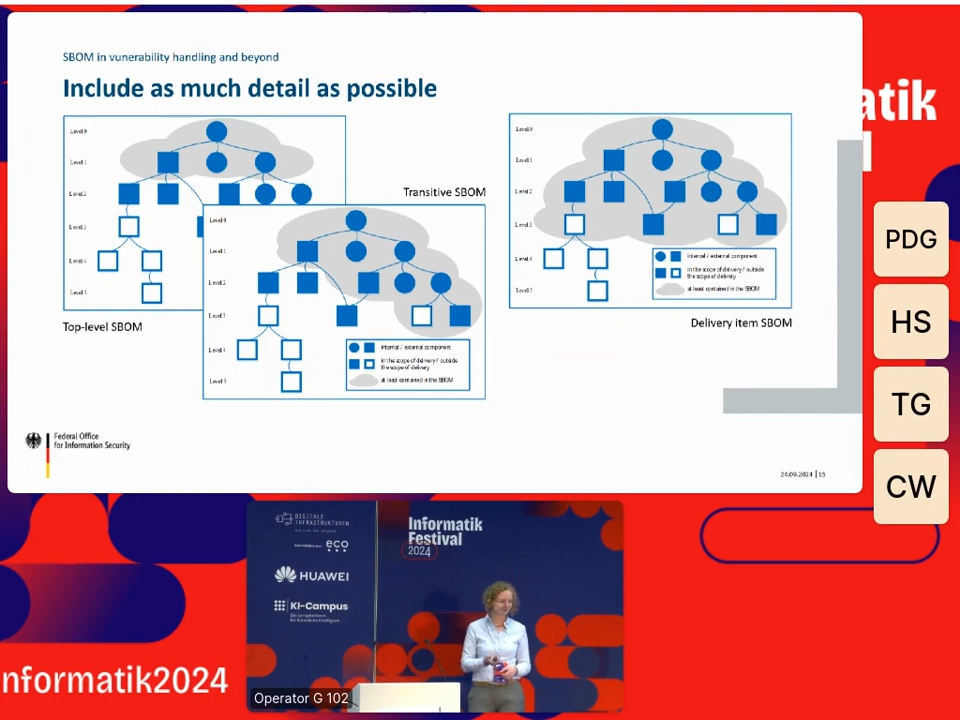 SBOM in vunerability handling and beyond
Include as much detail as possible
Level 0
Level 1
Level 2
Level 3
Level 4
Level 5
Top-level SBOM
Transitive SBOM
Level 0
Level 1
Level 2
Level 3
Level 4
Level 5
internal / external component
in the scope of delivery / outside
the scope of delivery
at least contained in the SBOM
Level 0
Level 1
Level 2
Level 3
Level 4
Level 5
internal / external component
in the scope of delivery / outside
the scope of delivery
at least contained in the SBOM
Delivery item SBOM
Federal Office
for Information Security
24.09.2024 | 13
atik
PDG
HS
TG
CW
DIGITALE
INFRASTRUKTUREN
eco
HUAWEI
KI-Campus
Informatik
Festival
2024
Operator G 102
nformatik2024